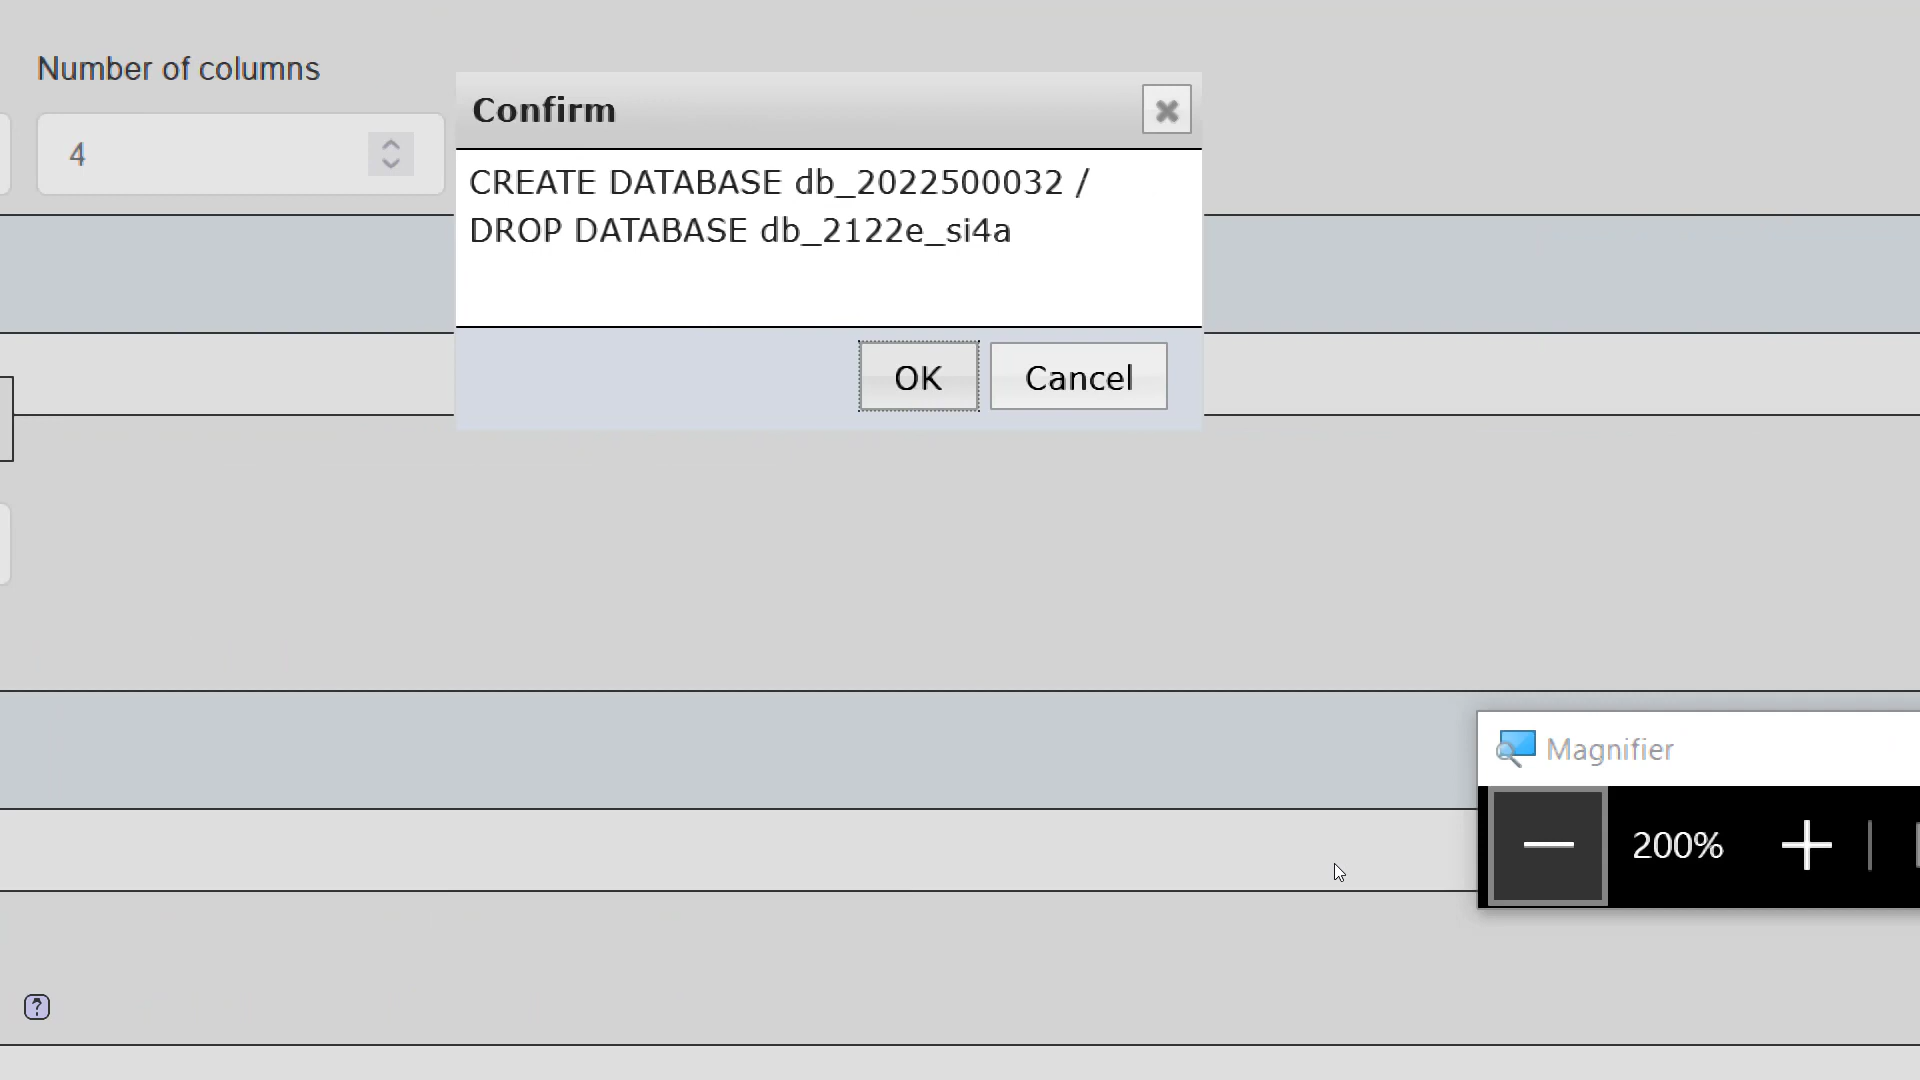 Number of columns
4
Confirm
CREATE DATABASE db_2022500032 /
DROP DATABASE db_2122e_si4a
OK
Cancel
Magnifier
200%
?